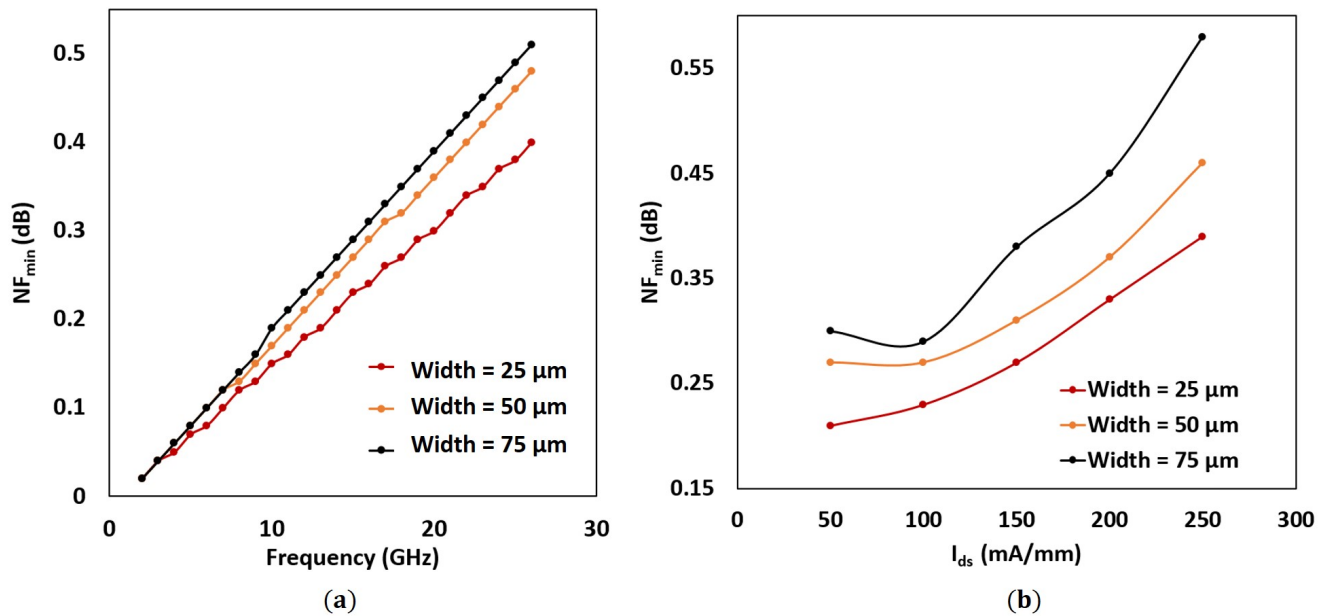 0.5
0.4
0.3
0.2
0.1
0
0
10
20
30
NFmin (dB)
Frequency (GHz)
Width = 25 μm
Width = 50 μm
Width = 75 μm
(a)
0.55
0.45
0.35
0.25
0.15
0
50
100
150
200
250
300
NFmin (dB)
Ids (mA/mm)
Width = 25 μm
Width = 50 μm
Width = 75 μm
(b)